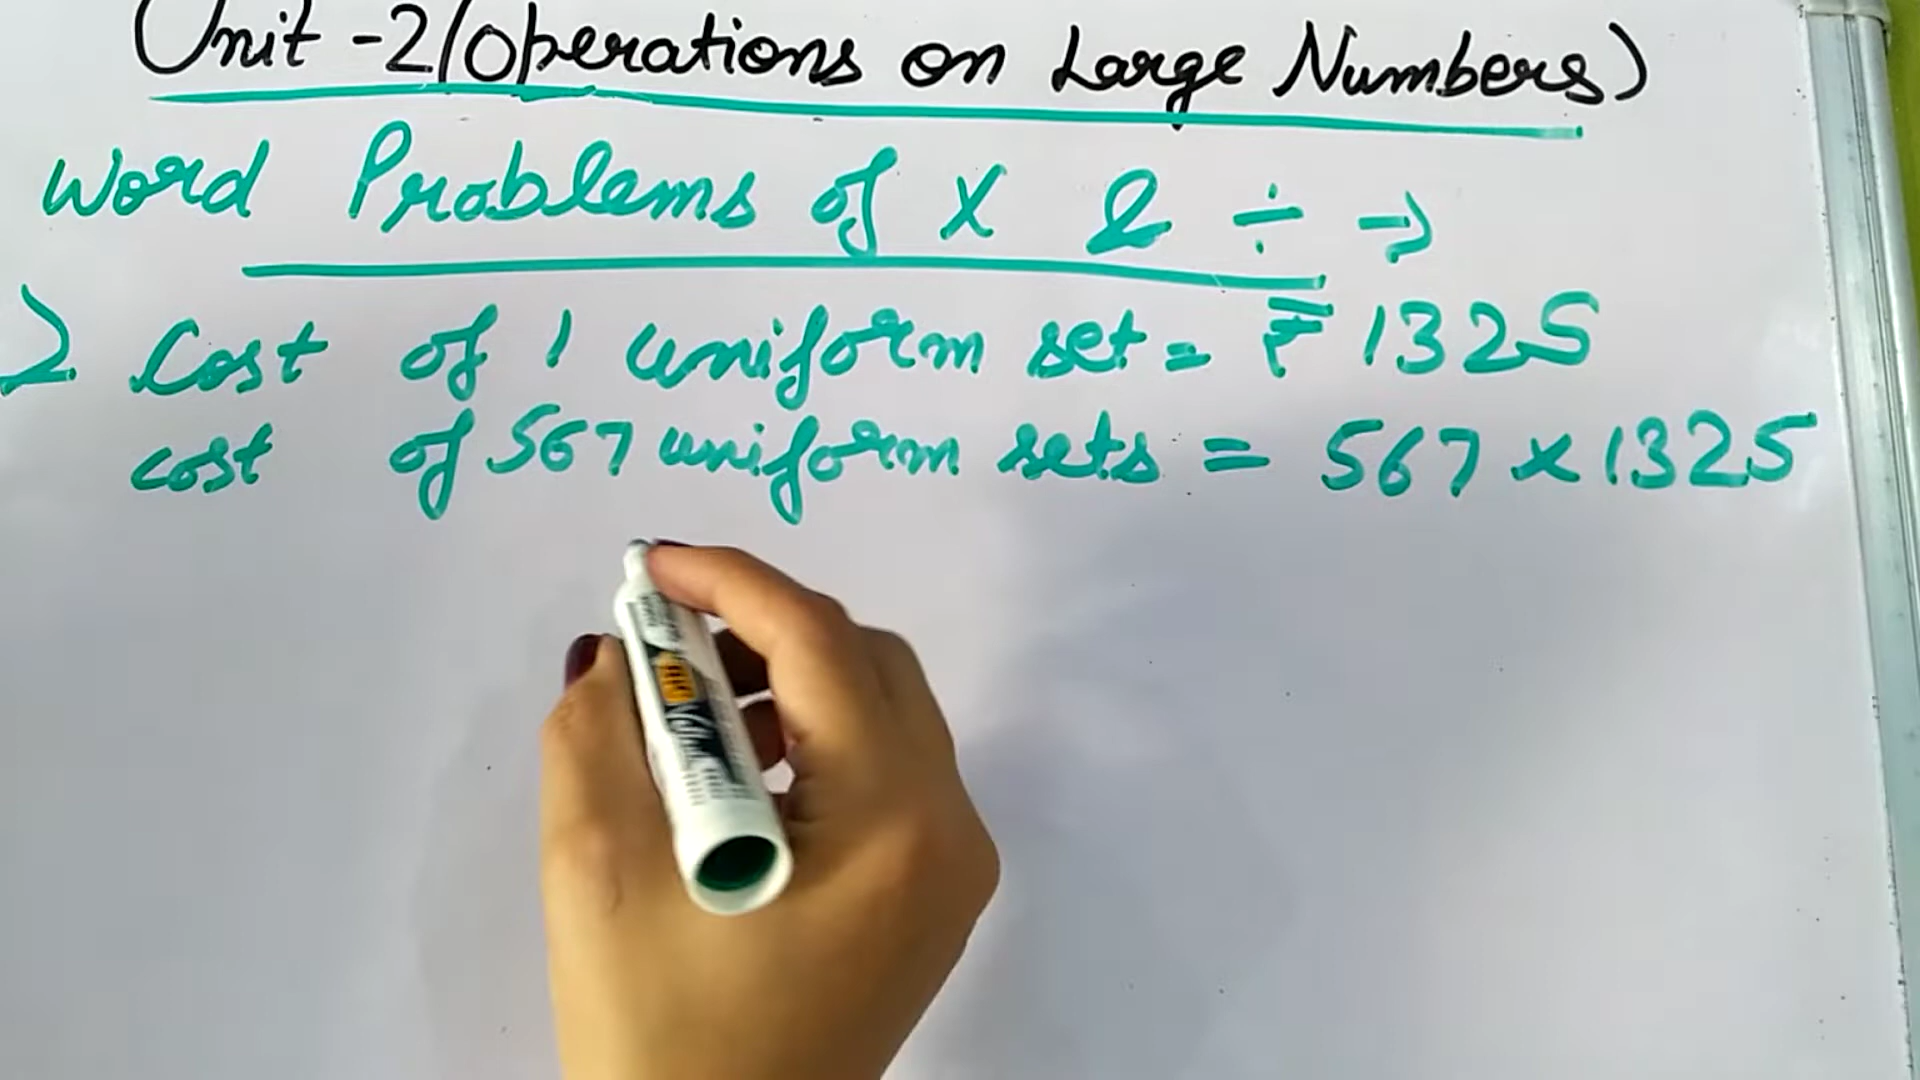 Unit -2 (Operations on Large Numbers)
Word Problems of × & ÷ →
Cost of 1 uniform set = ₹ 1325
cost of 567 uniform sets = 567 × 1325
BIC